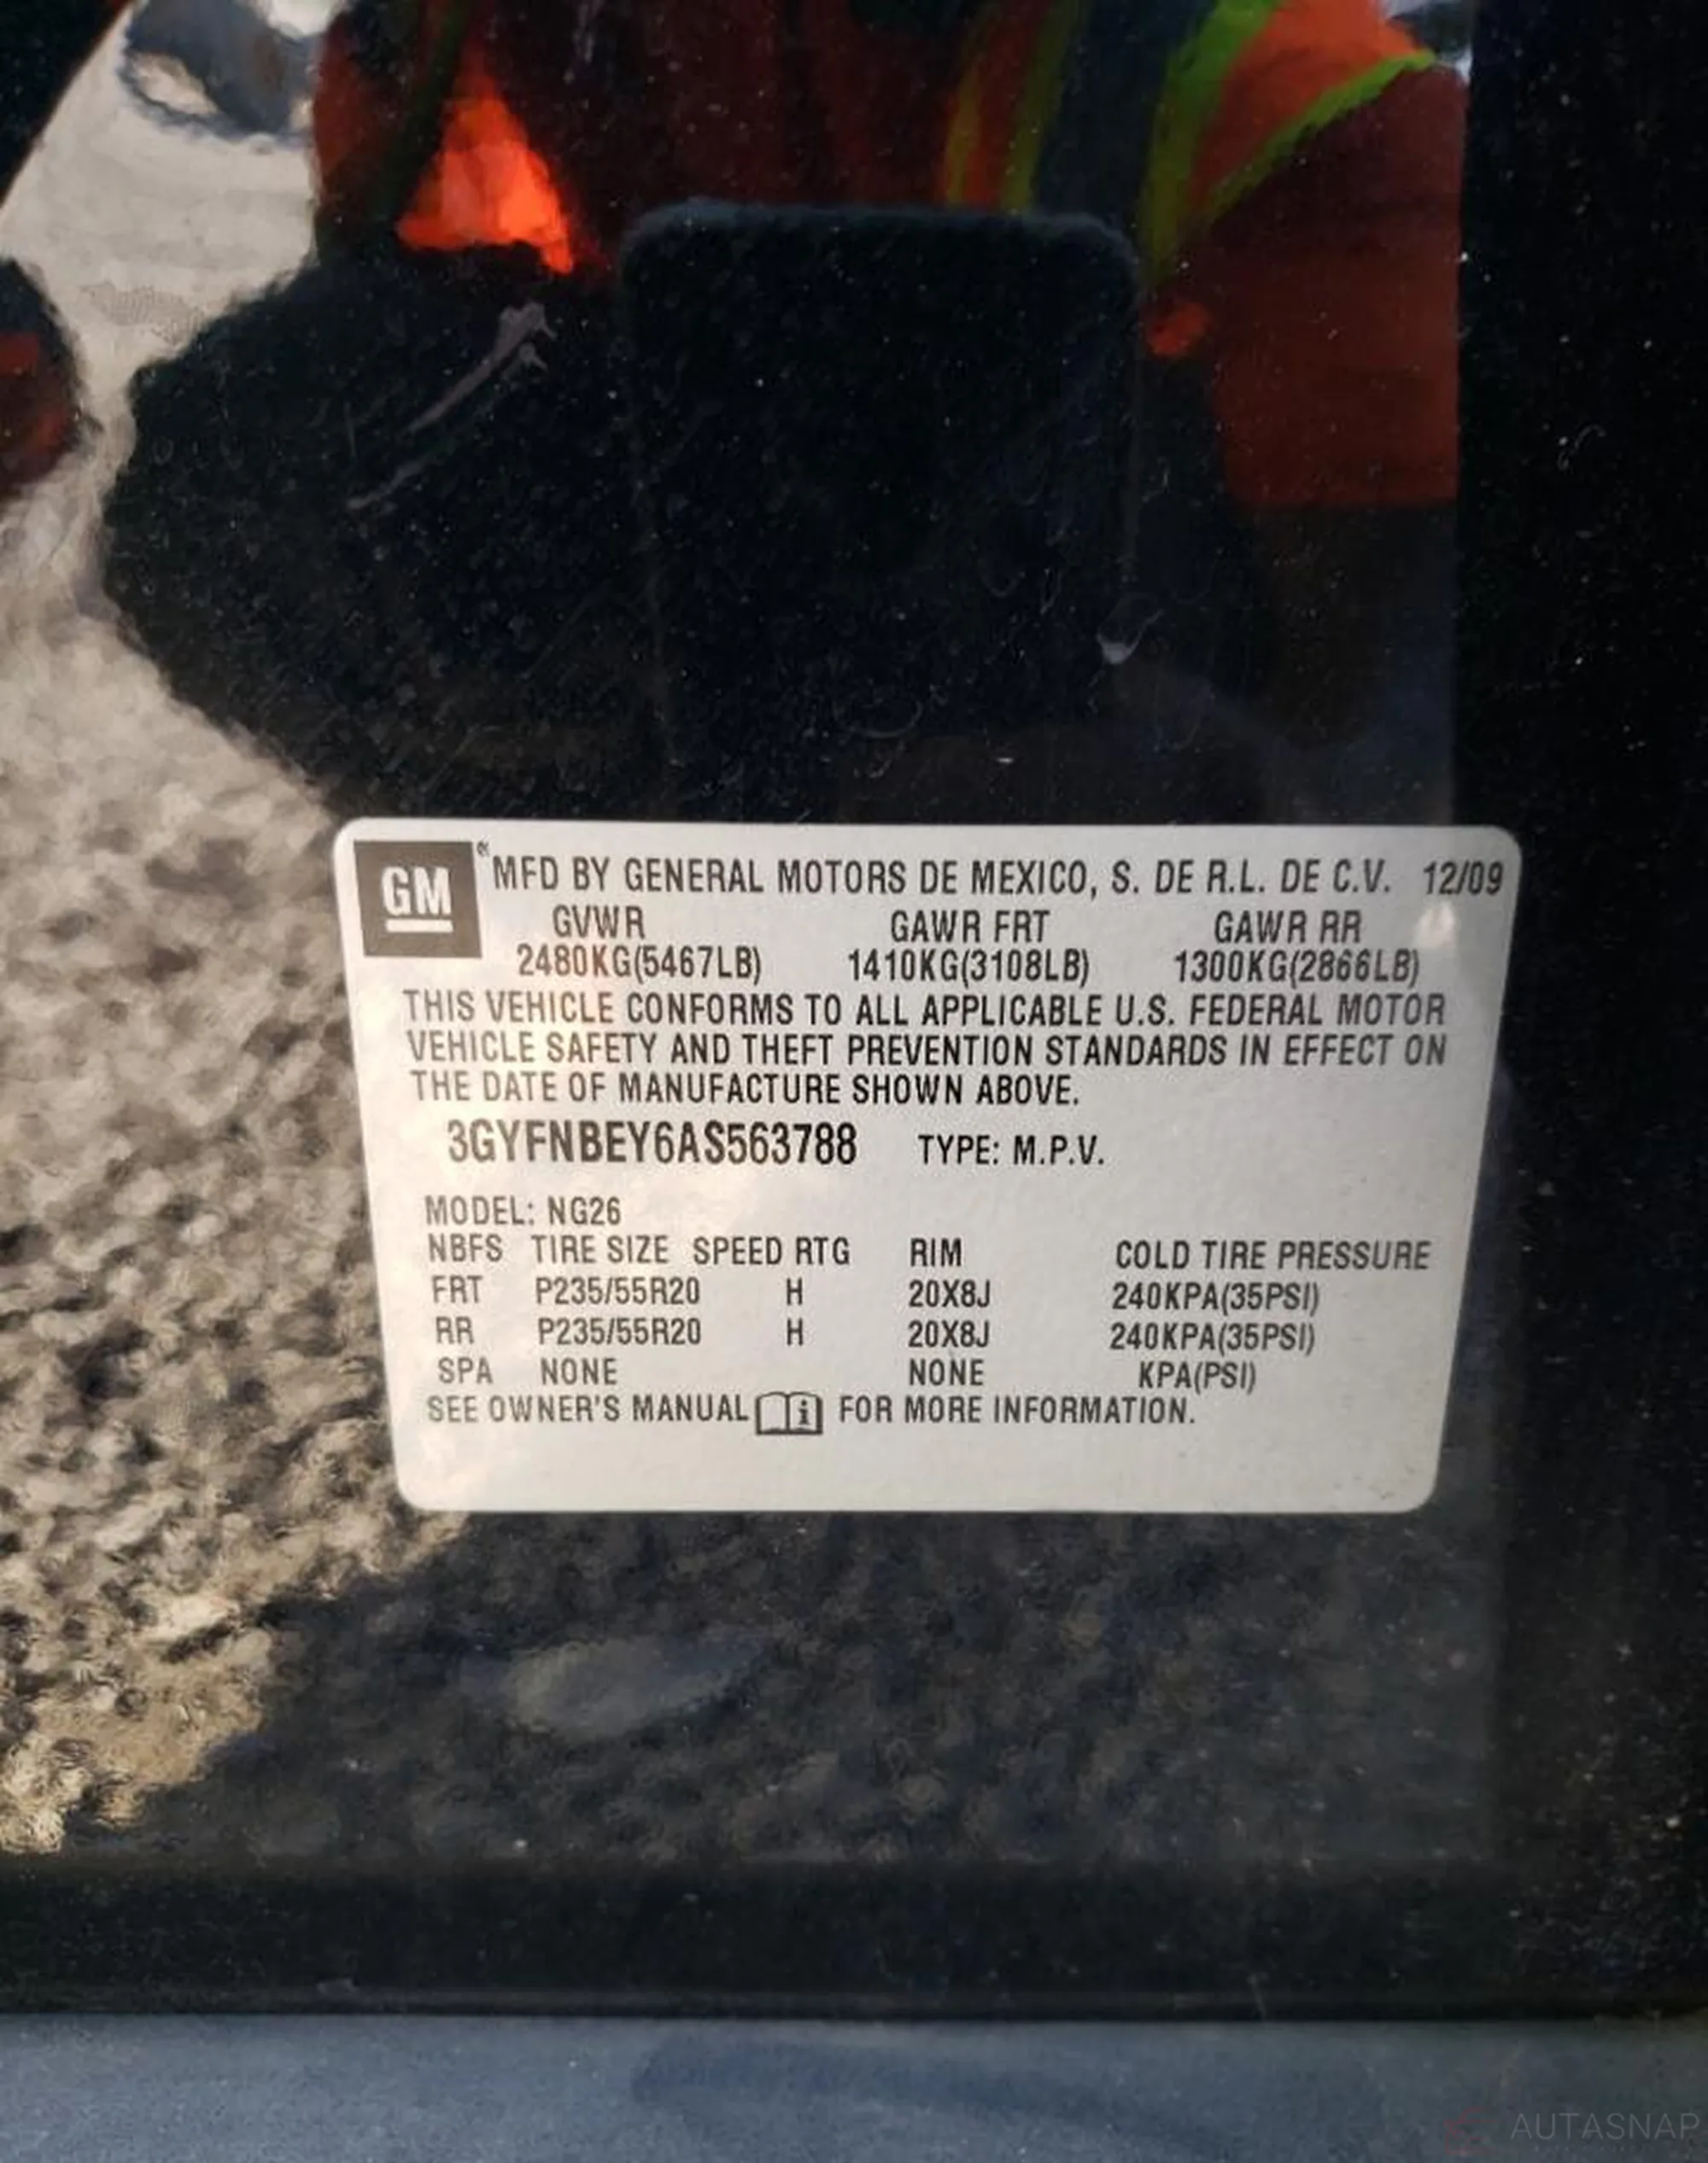 GM ® MFD BY GENERAL MOTORS DE MEXICO, S. DE R.L. DE C.V. 12/09
GVWR GAWR FRT GAWR RR
2480KG(5467LB) 1410KG(3108LB) 1300KG(2866LB)
THIS VEHICLE CONFORMS TO ALL APPLICABLE U.S. FEDERAL MOTOR
VEHICLE SAFETY AND THEFT PREVENTION STANDARDS IN EFFECT ON
THE DATE OF MANUFACTURE SHOWN ABOVE.
3GYFNBEY6AS563788 TYPE: M.P.V.
MODEL: NG26
NBFS TIRE SIZE SPEED RTG RIM COLD TIRE PRESSURE
FRT P235/55R20 H 20X8J 240KPA(35PSI)
RR P235/55R20 H 20X8J 240KPA(35PSI)
SPA NONE NONE KPA(PSI)
SEE OWNER'S MANUAL i FOR MORE INFORMATION.
AUTASNAP